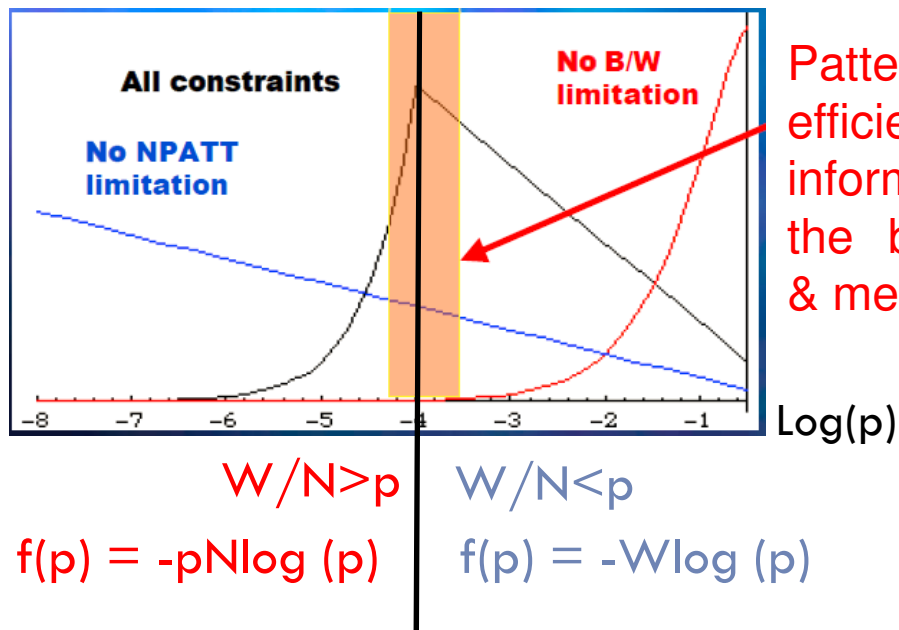 All constraints
No NPATT
limitation
No B/W
limitation
Patte
efficie
inform
the b
& me
-8 -7 -6 -5 -4 -3 -2 -1
Log(p)
W/N>p W/N<p
f(p) = -pNlog (p) f(p) = -Wlog (p)